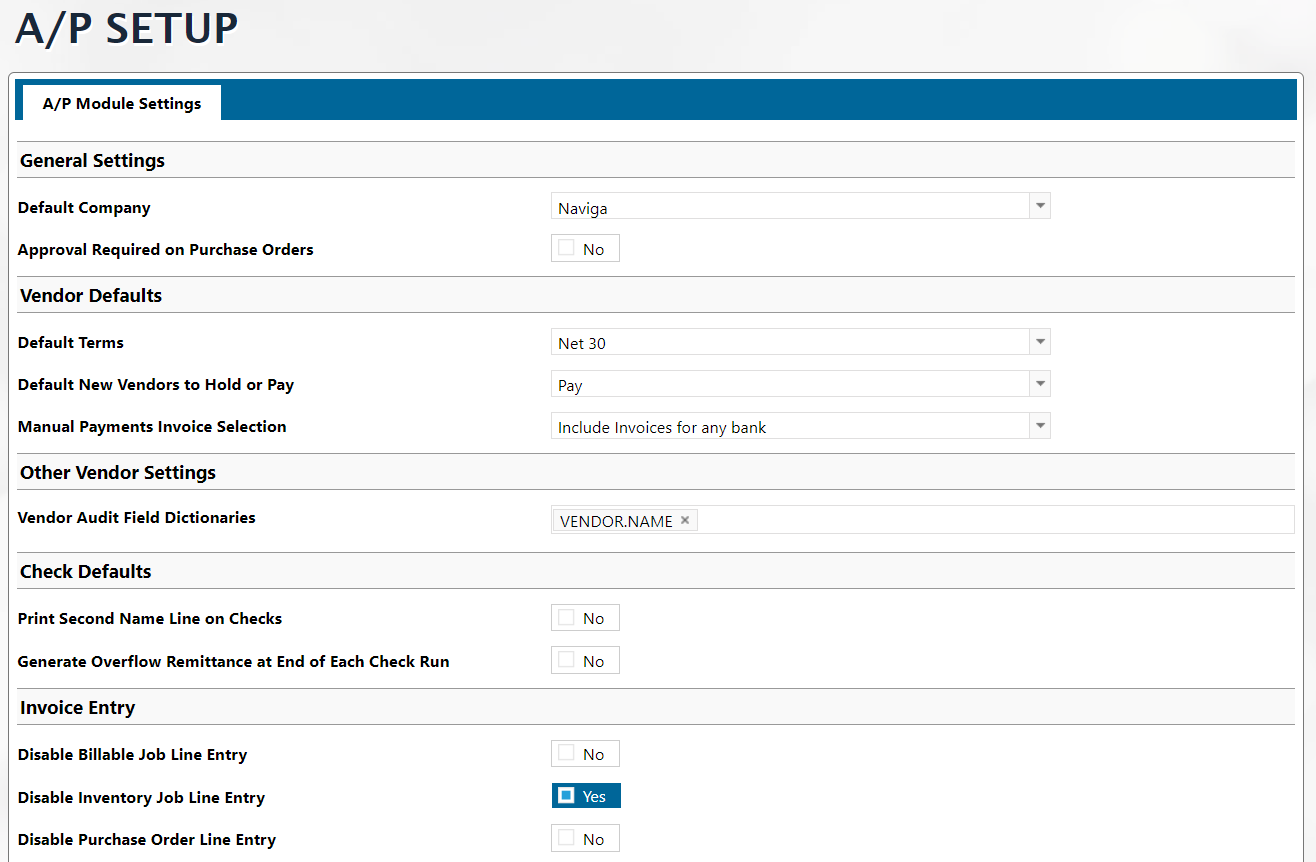 A/P SETUP
A/P Module Settings
General Settings
Default Company Naviga
Approval Required on Purchase Orders No
Vendor Defaults
Default Terms Net 30
Default New Vendors to Hold or Pay Pay
Manual Payments Invoice Selection Include Invoices for any bank
Other Vendor Settings
Vendor Audit Field Dictionaries VENDOR.NAME ×
Check Defaults
Print Second Name Line on Checks No
Generate Overflow Remittance at End of Each Check Run No
Invoice Entry
Disable Billable Job Line Entry No
Disable Inventory Job Line Entry Yes
Disable Purchase Order Line Entry No